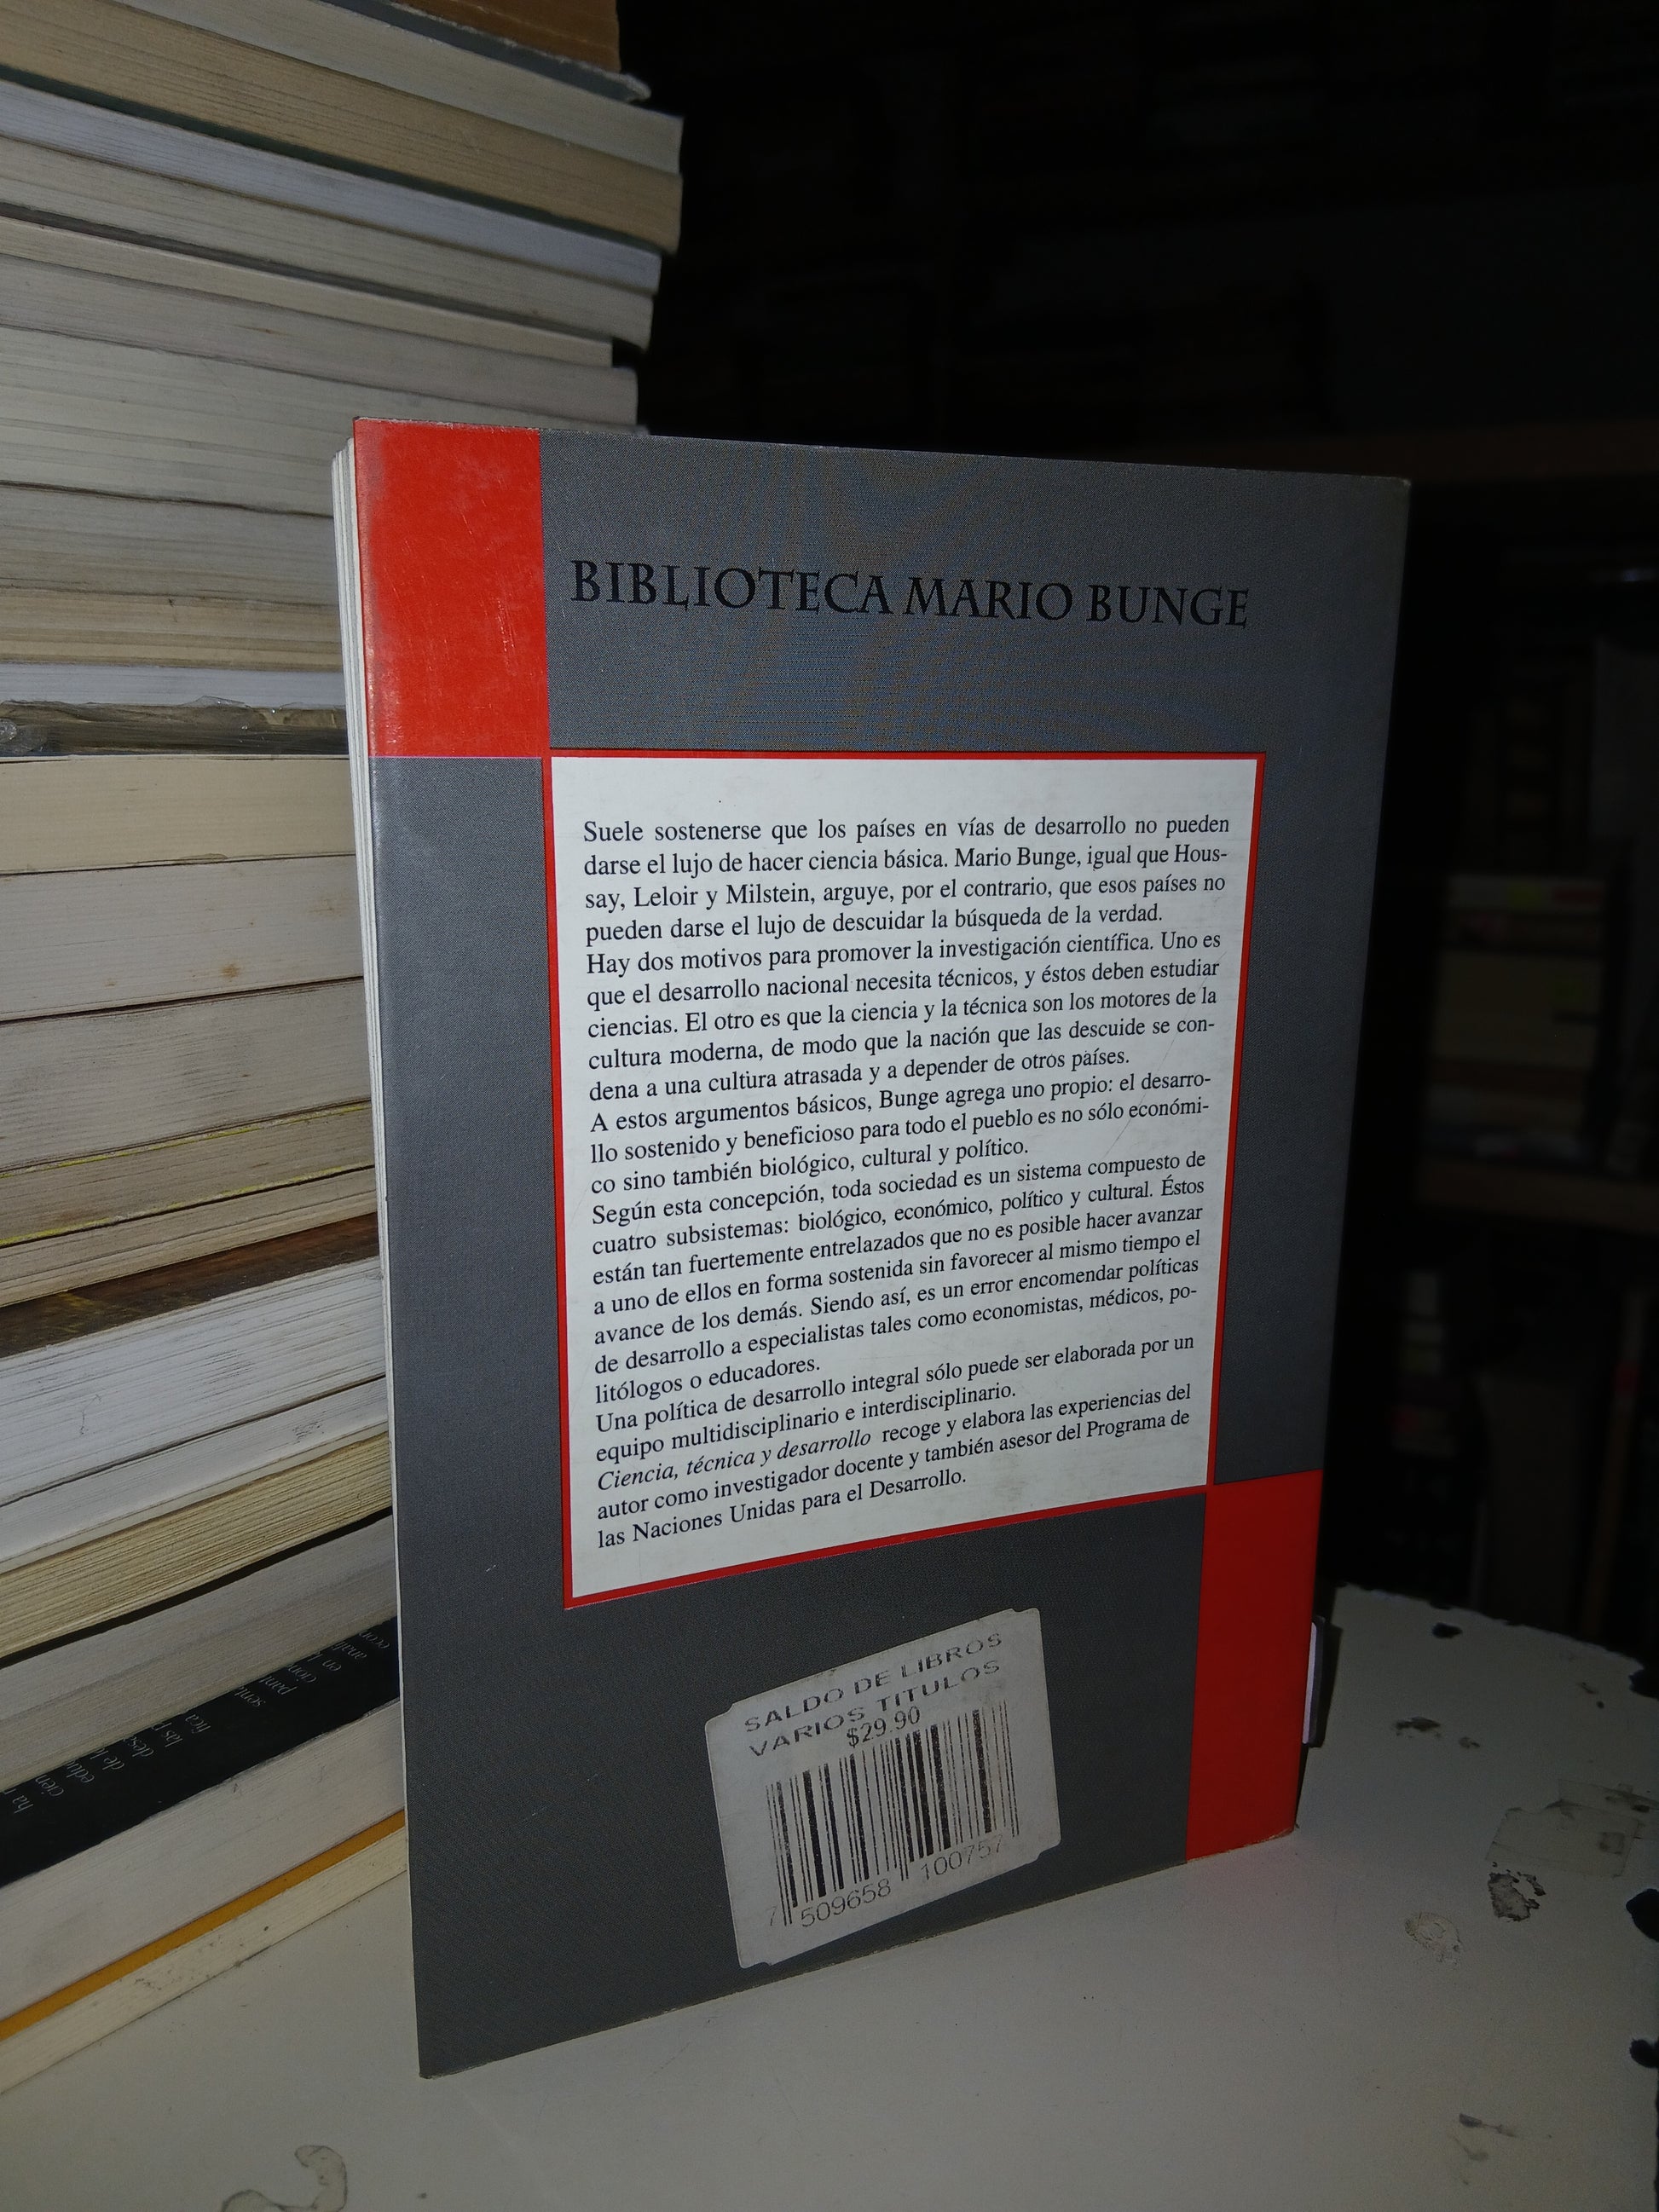 BIBLIOTECA MARIO BUNGE
Suele sostenerse que los países en vías de desarrollo no pueden
darse el lujo de hacer ciencia básica. Mario Bunge, igual que Hous-
say, Leloir y Milstein, arguye, por el contrario, que esos países no
pueden darse el lujo de descuidar la búsqueda de la verdad.
Hay dos motivos para promover la investigación científica. Uno es
que el desarrollo nacional necesita técnicos, y éstos deben estudiar
ciencias. El otro es que la ciencia y la técnica son los motores de la
cultura moderna, de modo que la nación que las descuide se con-
dena a una cultura atrasada y a depender de otros países.
A estos argumentos básicos, Bunge agrega uno propio: el desarro-
llo sostenido y beneficioso para todo el pueblo es no sólo económi-
co sino también biológico, cultural y político.
Según esta concepción, toda sociedad es un sistema compuesto de
cuatro subsistemas: biológico, económico, político y cultural. Éstos
están tan fuertemente entrelazados que no es posible hacer avanzar
a uno de ellos en forma sostenida sin favorecer al mismo tiempo el
avance de los demás. Siendo así, es un error encomendar políticas
de desarrollo a especialistas tales como economistas, médicos, po-
litólogos o educadores.
Una política de desarrollo integral sólo puede ser elaborada por un
equipo multidisciplinario e interdisciplinario.
Ciencia, técnica y desarrollo recoge y elabora las experiencias del
autor como investigador docente y también asesor del Programa de
las Naciones Unidas para el Desarrollo.
SALDO DE LIBROS
VARIOS TITULOS
$29.90
7 509658 100757